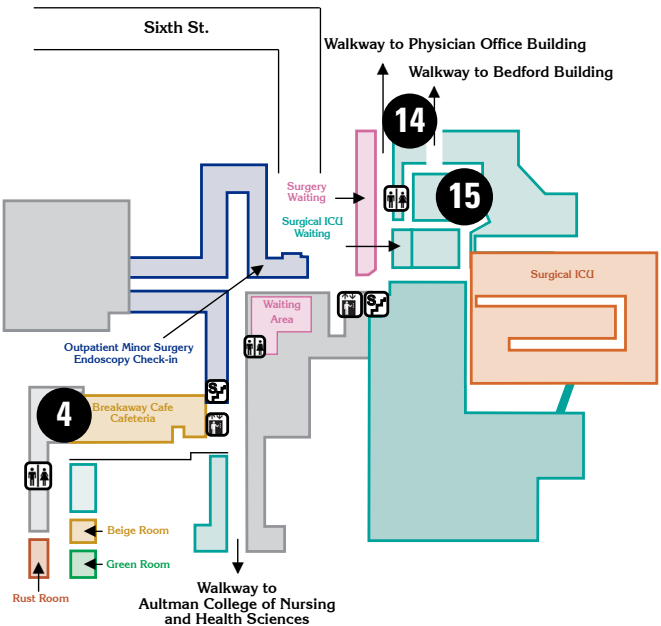 Sixth St.
Walkway to Physician Office Building
Walkway to Bedford Building
14
15
Surgery
Waiting
Surgical ICU
Waiting
Surgical ICU
Waiting
Area
S
Outpatient Minor Surgery
Endoscopy Check-in
S
4
Breakaway Cafe
Cafeteria
Beige Room
Green Room
Rust Room
Walkway to
Aultman College of Nursing
and Health Sciences